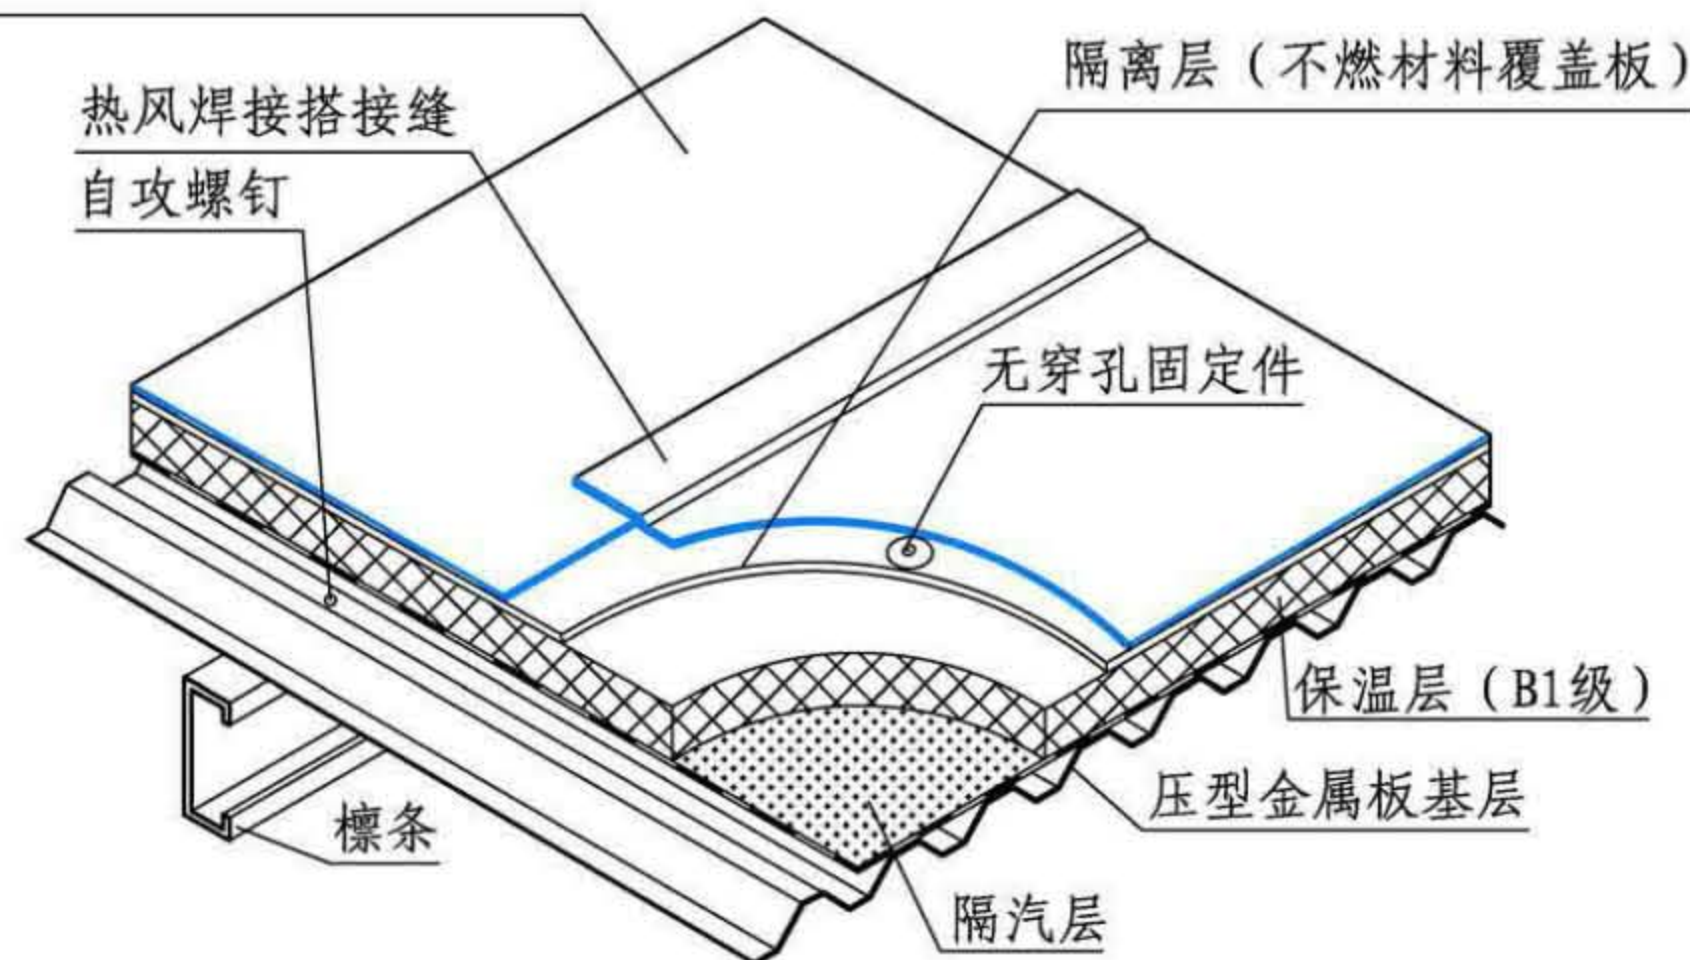 隔离层（不燃材料覆盖板）
热风焊接搭接缝
自攻螺钉
无穿孔固定件
保温层（B1级）
压型金属板基层
檩条
隔汽层